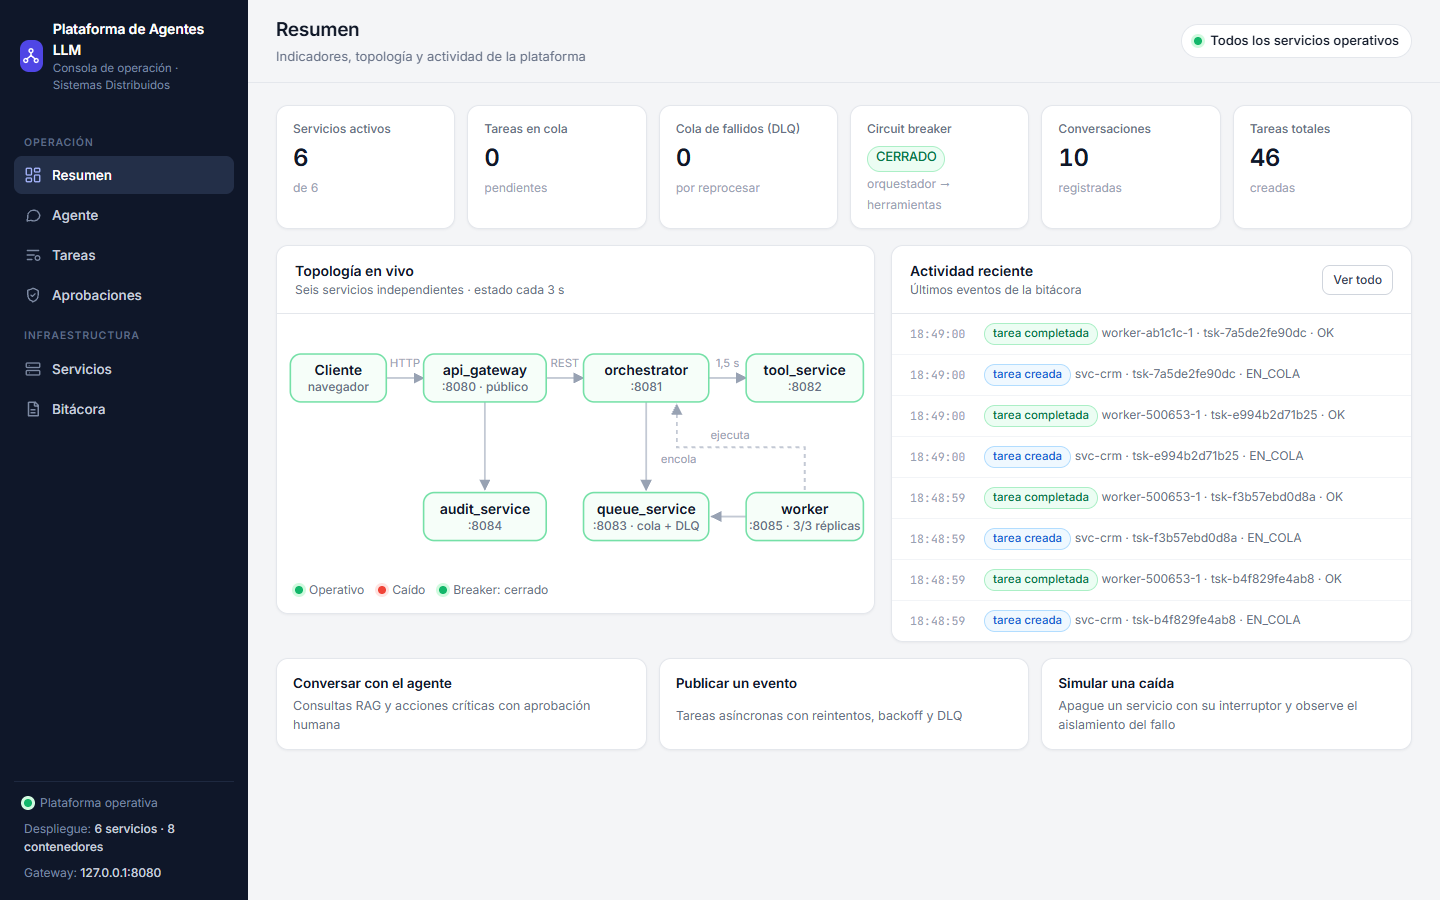 Plataforma de Agentes
LLM
Consola de operación ·
Sistemas Distribuidos
OPERACIÓN
Resumen
Agente
Tareas
Aprobaciones
INFRAESTRUCTURA
Servicios
Bitácora
Plataforma operativa
Despliegue: 6 servicios · 8
contenedores
Gateway: 127.0.0.1:8080
Resumen
Indicadores, topología y actividad de la plataforma
Todos los servicios operativos
Servicios activos
6
de 6
Tareas en cola
0
pendientes
Cola de fallidos (DLQ)
0
por reprocesar
Circuit breaker
CERRADO
orquestador →
herramientas
Conversaciones
10
registradas
Tareas totales
46
creadas
Topología en vivo
Seis servicios independientes · estado cada 3 s
Cliente
navegador
HTTP
api_gateway
:8080 · público
REST
orchestrator
:8081
1,5 s
tool_service
:8082
ejecuta
encola
audit_service
:8084
queue_service
:8083 · cola + DLQ
worker
:8085 · 3/3 réplicas
Operativo
Caído
Breaker: cerrado
Actividad reciente
Últimos eventos de la bitácora
Ver todo
18:49:00 tarea completada worker-ab1c1c-1 · tsk-7a5de2fe90dc · OK
18:49:00 tarea creada svc-crm · tsk-7a5de2fe90dc · EN_COLA
18:49:00 tarea completada worker-500653-1 · tsk-e994b2d71b25 · OK
18:49:00 tarea creada svc-crm · tsk-e994b2d71b25 · EN_COLA
18:48:59 tarea completada worker-500653-1 · tsk-f3b57ebd0d8a · OK
18:48:59 tarea creada svc-crm · tsk-f3b57ebd0d8a · EN_COLA
18:48:59 tarea completada worker-500653-1 · tsk-b4f829fe4ab8 · OK
18:48:59 tarea creada svc-crm · tsk-b4f829fe4ab8 · EN_COLA
Conversar con el agente
Consultas RAG y acciones críticas con aprobación
humana
Publicar un evento
Tareas asíncronas con reintentos, backoff y DLQ
Simular una caída
Apague un servicio con su interruptor y observe el
aislamiento del fallo